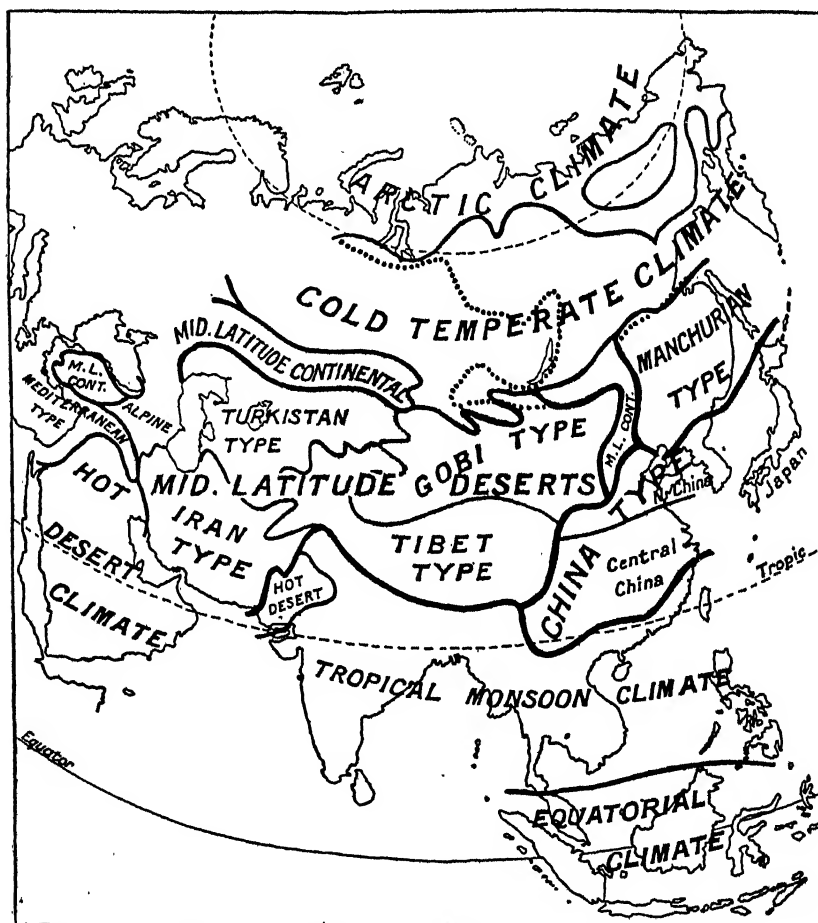 ARCTIC CLIMATE
COLD TEMPERATE CLIMATE
MID. LATITUDE CONTINENTAL
MANCHURIAN
TYPE
M.L.
CONT.
MEDITERRANEAN
TYPE
ALPINE
TURKISTAN
TYPE
GOBI TYPE
M.L. CONT.
MID. LATITUDE DESERTS
HOT
DESERT
CLIMATE
IRAN
TYPE
TIBET
TYPE
HOT
DESERT
CHINA TYPE
N. China
Central
China
Japan
Tropic
TROPICAL MONSOON CLIMATE
Equator
EQUATORIAL
CLIMATE